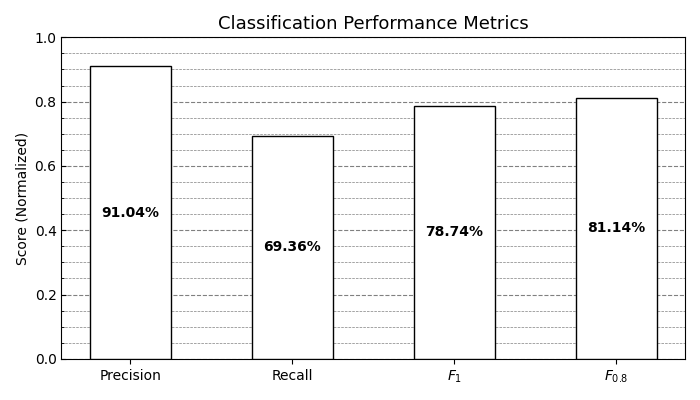 Classification Performance Metrics
Score (Normalized)
1.0
0.8
0.6
0.4
0.2
0.0
91.04%
69.36%
78.74%
81.14%
Precision
Recall
F₁
F₀.₈